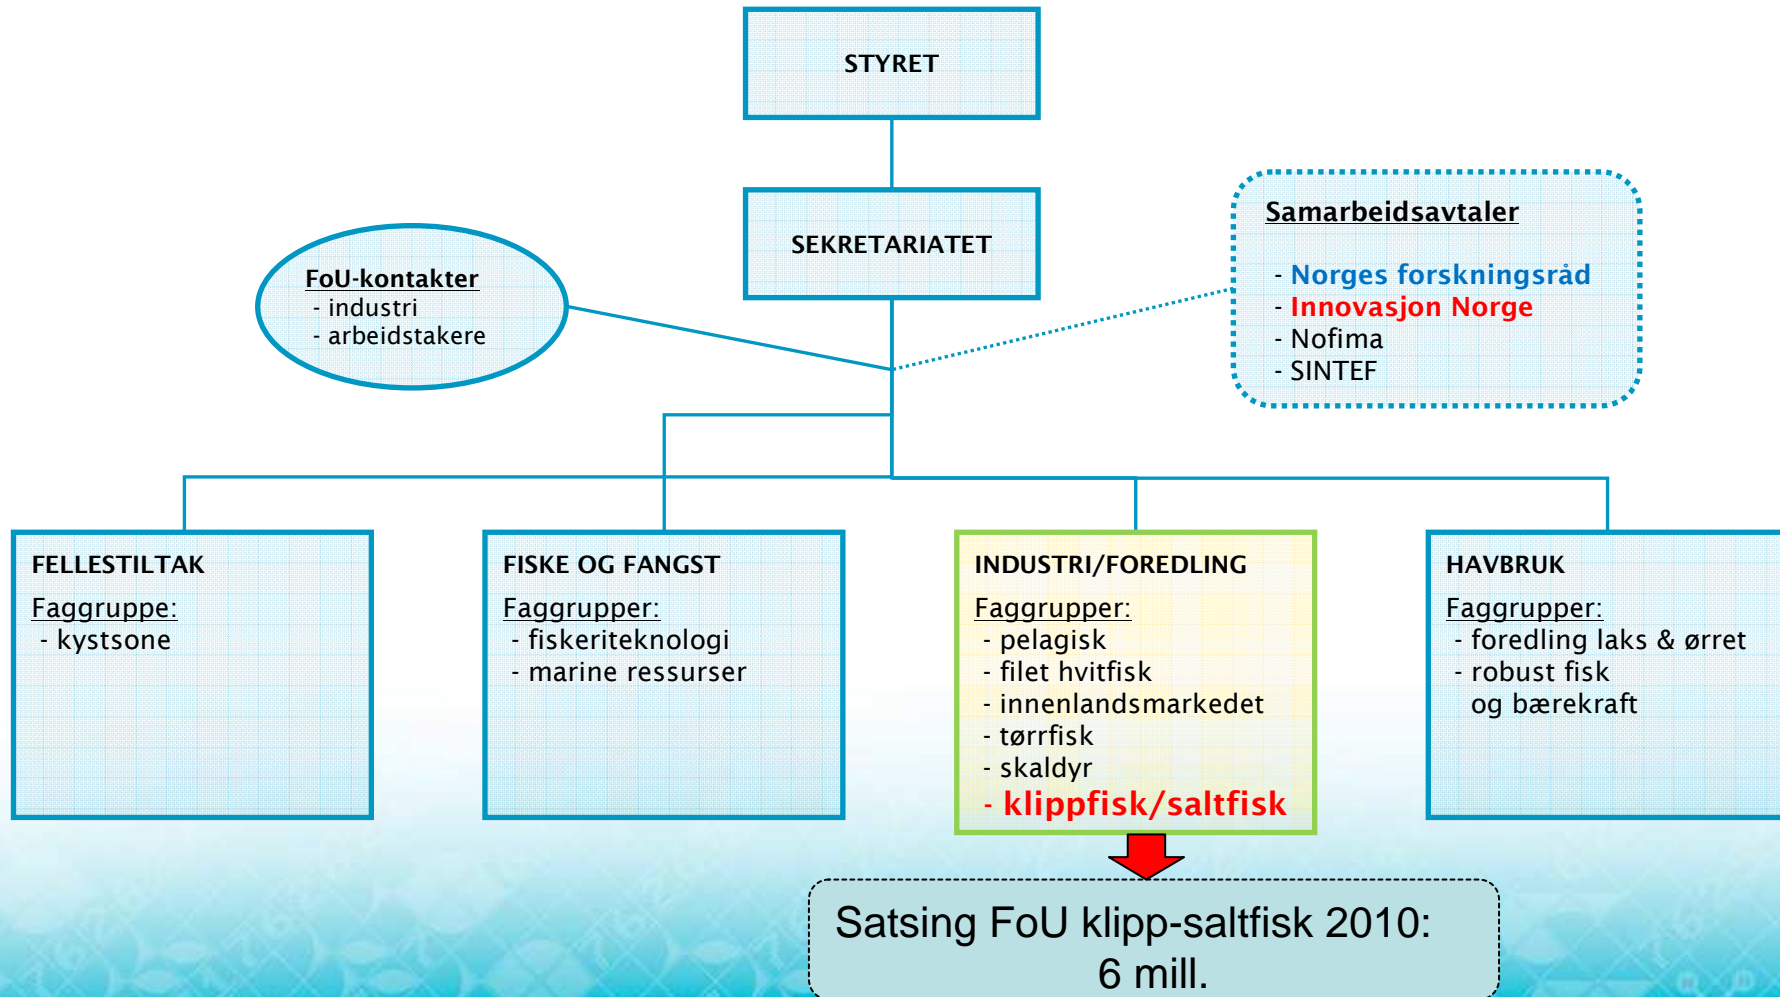 STYRET
SEKRETARIATET
FoU-kontakter
- industri
- arbeidstakere
Samarbeidsavtaler
- Norges forskningsråd
- Innovasjon Norge
- Nofima
- SINTEF
FELLESTILTAK
Faggruppe:
- kystsone
FISKE OG FANGST
Faggrupper:
- fiskeriteknologi
- marine ressurser
INDUSTRI/FOREDLING
Faggrupper:
- pelagisk
- filet hvitfisk
- innenlandsmarkedet
- tørrfisk
- skaldyr
- klippfisk/saltfisk
HAVBRUK
Faggrupper:
- foredling laks & ørret
- robust fisk
og bærekraft
Satsing FoU klipp-saltfisk 2010:
6 mill.